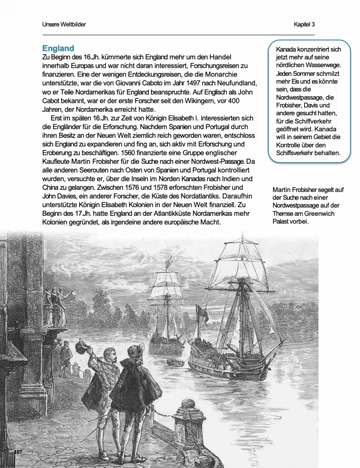 Unsere Weltbilder
Kapitel 3
England
Zu Beginn des 16.Jh. kümmerte sich England mehr um den Handel
innerhalb Europas und war nicht daran interessiert, Forschungsreisen zu
finanzieren. Eine der wenigen Entdeckungsreisen, die die Monarchie
unterstützte, war die von Giovanni Caboto im Jahr 1497 nach Neufundland,
wo er Teile Nordamerikas für England beanspruchte. Auf Englisch als John
Cabot bekannt, war er der erste Forscher seit den Wikingern, vor 400
Jahren, der Nordamerika erreicht hatte.
Erst im späten 16.Jh. zur Zeit von Königin Elisabeth I. interessierten sich
die Engländer für die Erforschung. Nachdem Spanien und Portugal durch
ihren Besitz an der Neuen Welt ziemlich reich geworden waren, entschloss
sich England zu expandieren und fing an, sich aktiv mit Erforschung und
Eroberung zu beschäftigen. 1560 finanzierte eine Gruppe englischer
Kaufleute Martin Frobisher für die Suche nach einer Nordwest-Passage. Da
alle anderen Seerouten nach Osten von Spanien und Portugal kontrolliert
wurden, versuchte er, über die Inseln im Norden Kanadas nach Indien und
China zu gelangen. Zwischen 1576 und 1578 erforschten Frobisher und
John Davies, ein anderer Forscher, die Küste des Nordatlantiks. Daraufhin
unterstützte Königin Elisabeth Kolonien in der Neuen Welt finanziell. Zu
Beginn des 17.Jh. hatte England an der Atlantikküste Nordamerikas mehr
Kolonien gegründet, als irgendeine andere europäische Macht.
Kanada konzentriert sich
jetzt mehr auf seine
nördlichen Wasserwege.
Jeden Sommer schmilzt
mehr Eis und es könnte
sein, dass die
Nordwestpassage, die
Frobisher, Davis und
andere gesucht hatten,
für die Schifffverkehr
geöffnet wird. Kanada
will in seinem Gebiet die
Kontrolle über den
Schiffsverkehr behalten.
Martin Frobisher segelt auf
der Suche nach einer
Nordwestpassage auf der
Themse am Greenwich
Palast vorbei.